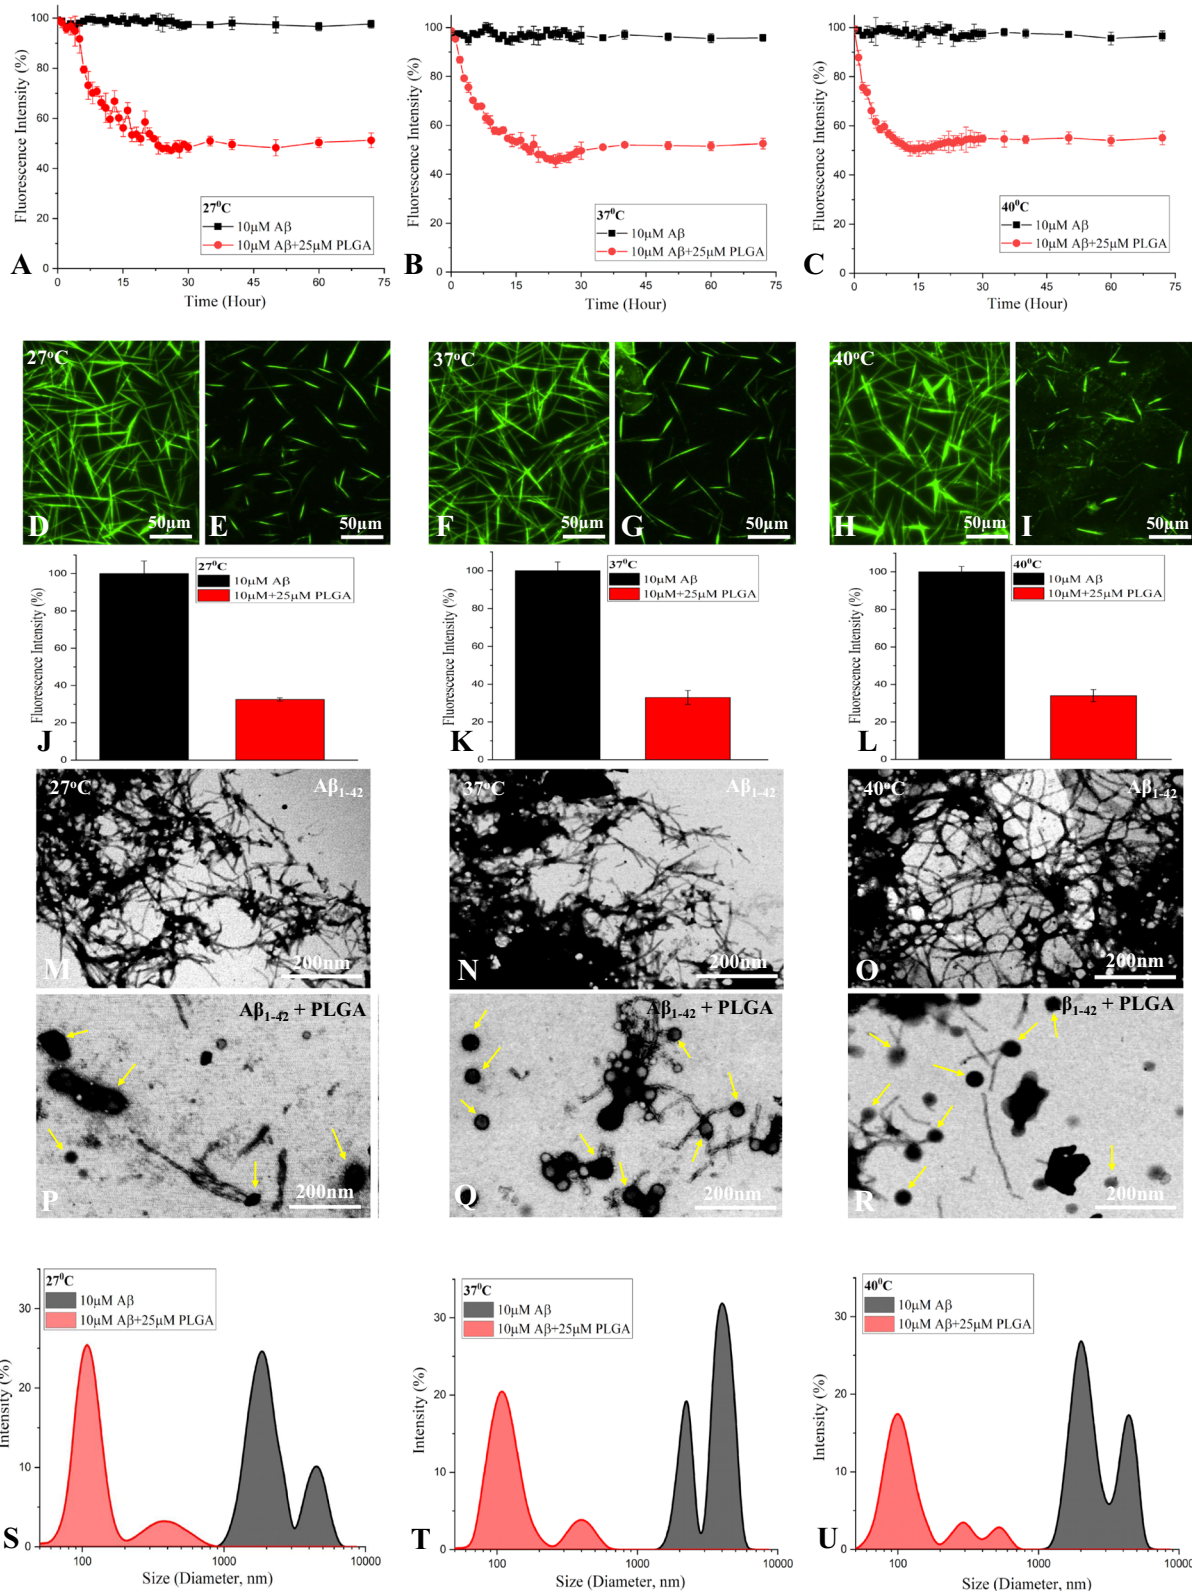 Fluorescence Intensity (%)
100
80
60
40
20
0
27⁰C
10μM Aβ
10μM Aβ+25μM PLGA
0 15 30 45 60 75
Time (Hour)
A
Fluorescence Intensity (%)
100
80
60
40
20
0
37⁰C
10μM Aβ
10μM Aβ+25μM PLGA
0 15 30 45 60 75
Time (Hour)
B
Fluorescence Intensity (%)
100
80
60
40
20
0
40⁰C
10μM Aβ
10μM Aβ+25μM PLGA
0 15 30 45 60 75
Time (Hour)
C
27°C
D 50μm
E 50μm
37°C
F 50μm
G 50μm
40°C
H 50μm
I 50μm
Fluorescence Intensity (%)
100
80
60
40
20
0
27⁰C
10μM Aβ
10μM+25μM PLGA
J
Fluorescence Intensity (%)
100
80
60
40
20
0
37⁰C
10μM Aβ
10μM+25μM PLGA
K
Fluorescence Intensity (%)
100
80
60
40
20
0
40⁰C
10μM Aβ
10μM+25μM PLGA
L
27°C Aβ₁₋₄₂
M 200nm
37°C Aβ₁₋₄₂
N 200nm
40°C Aβ₁₋₄₂
O 200nm
Aβ₁₋₄₂ + PLGA
P 200nm
Aβ₁₋₄₂ + PLGA
Q 200nm
β₁₋₄₂ + PLGA
R 200nm
Intensity (%)
30
20
10
0
27⁰C
10μM Aβ
10μM Aβ+25μM PLGA
100 1000 10000
Size (Diameter, nm)
S
Intensity (%)
30
20
10
0
37⁰C
10μM Aβ
10μM Aβ+25μM PLGA
100 1000 10000
Size (Diameter, nm)
T
Intensity (%)
30
20
10
0
40⁰C
10μM Aβ
10μM Aβ+25μM PLGA
100 1000 10000
Size (Diameter, nm)
U